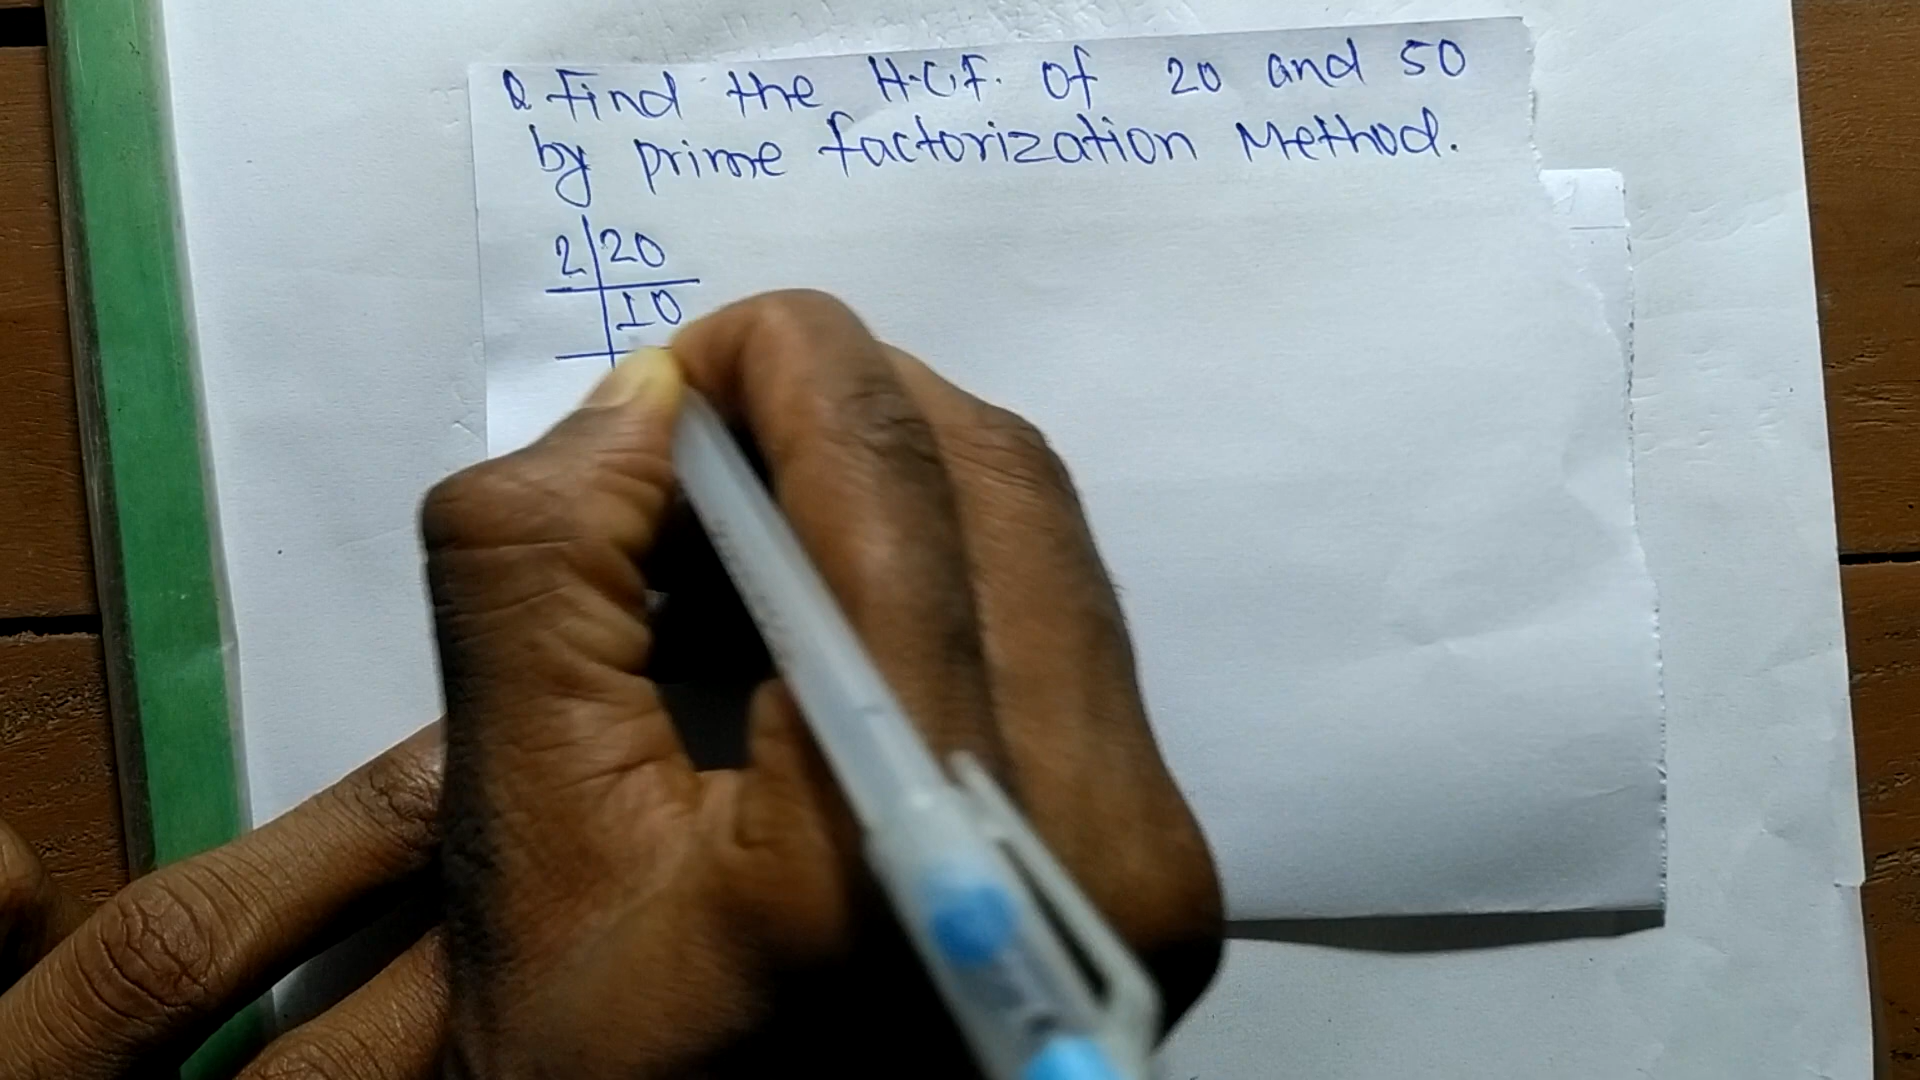 Q Find the H.C.F. of 20 and 50
by prime factorization Method.
2 20
10